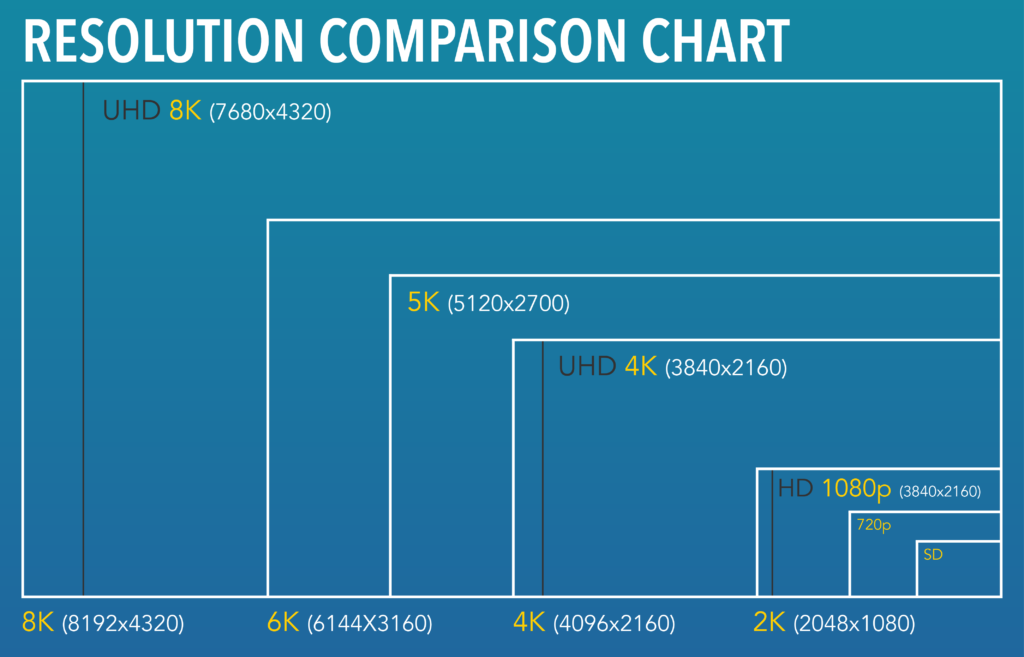 RESOLUTION COMPARISON CHART
UHD 8K (7680x4320)
5K (5120x2700)
UHD 4K (3840x2160)
HD 1080p (3840x2160)
720p
SD
8K (8192x4320)
6K (6144X3160)
4K (4096x2160)
2K (2048x1080)